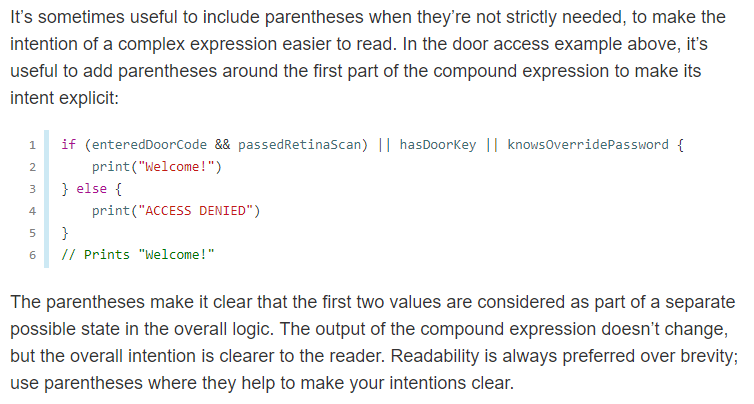 It’s sometimes useful to include parentheses when they’re not strictly needed, to make the
intention of a complex expression easier to read. In the door access example above, it’s
useful to add parentheses around the first part of the compound expression to make its
intent explicit:
1 if (enteredDoorCode && passedRetinaScan) || hasDoorKey || knowsOverridePassword {
2     print("Welcome!")
3 } else {
4     print("ACCESS DENIED")
5 }
6 // Prints "Welcome!"
The parentheses make it clear that the first two values are considered as part of a separate
possible state in the overall logic. The output of the compound expression doesn’t change,
but the overall intention is clearer to the reader. Readability is always preferred over brevity;
use parentheses where they help to make your intentions clear.